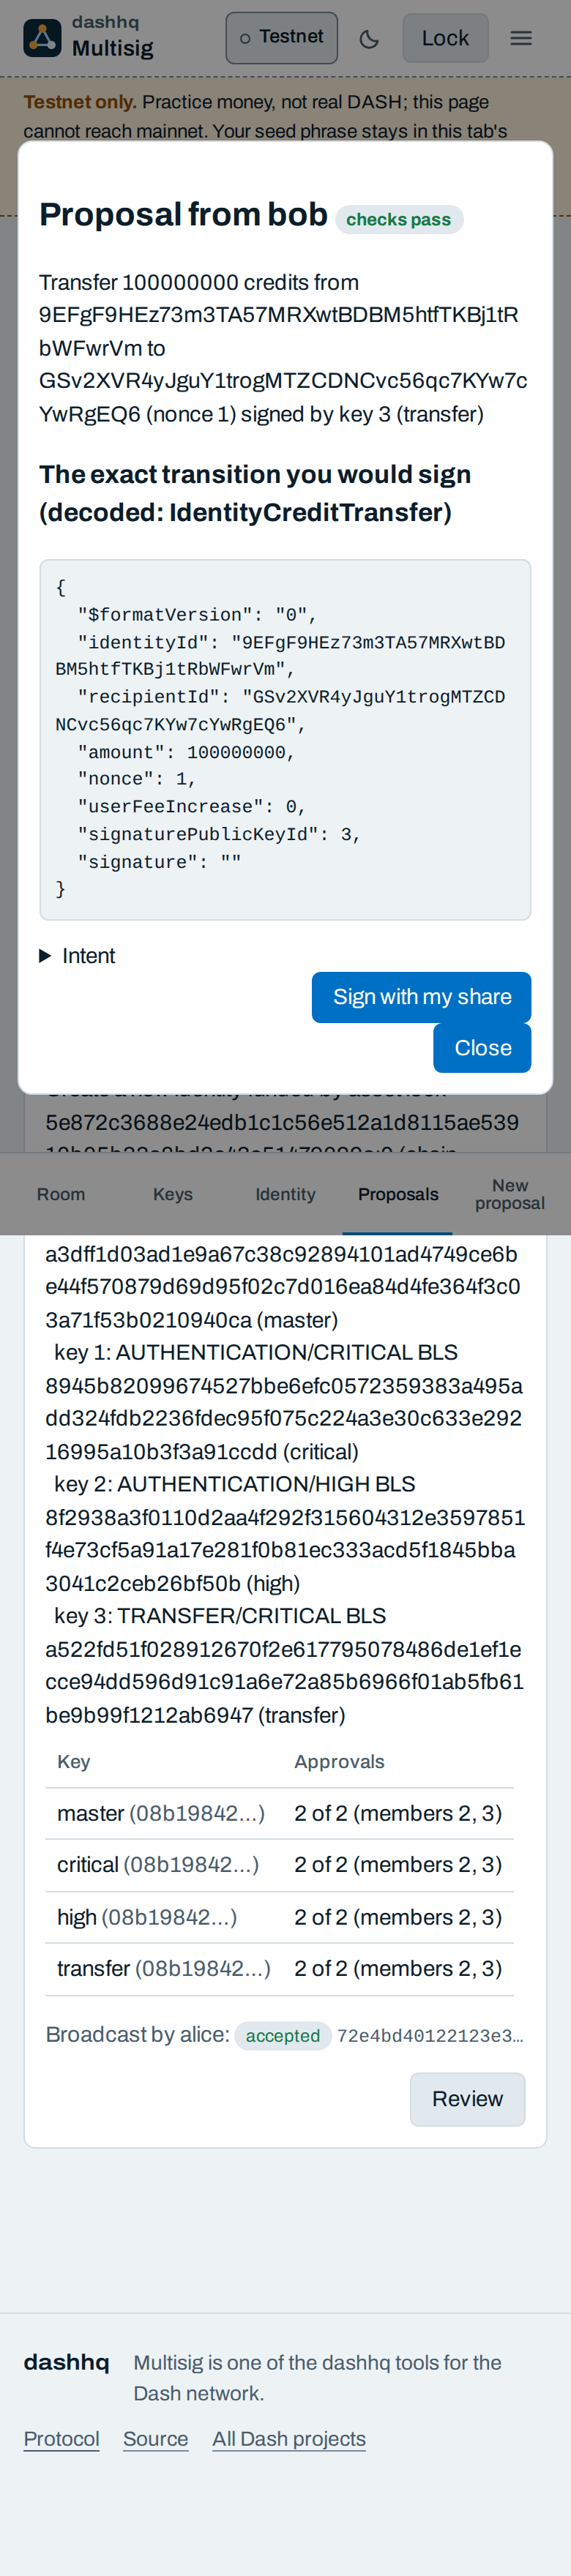 dashhq
Multisig
Testnet
Lock
Testnet only. Practice money, not real DASH; this page
cannot reach mainnet. Your seed phrase stays in this tab's
Proposal from bob checks pass
Transfer 100000000 credits from
9EFgF9HEz73m3TA57MRXwtBDBM5htfTKBj1tR
bWFwrVm to
GSv2XVR4yJguY1trogMTZCDNCvc56qc7KYw7c
YwRgEQ6 (nonce 1) signed by key 3 (transfer)
The exact transition you would sign
(decoded: IdentityCreditTransfer)
{
"$formatVersion": "0",
"identityId": "9EFgF9HEz73m3TA57MRXwtBD
BM5htfTKBj1tRbWFwrVm",
"recipientId": "GSv2XVR4yJguY1trogMTZCD
NCvc56qc7KYw7cYwRgEQ6",
"amount": 100000000,
"nonce": 1,
"userFeeIncrease": 0,
"signaturePublicKeyId": 3,
"signature": ""
}
Intent
Sign with my share
Close
5e872c3688e24edb1c1c56e512a1d8115ae539
Room
Keys
Identity
Proposals
New
proposal
a3dff1d03ad1e9a67c38c92894101ad4749ce6b
e44f570879d69d95f02c7d016ea84d4fe364f3c0
3a71f53b0210940ca (master)
key 1: AUTHENTICATION/CRITICAL BLS
8945b82099674527bbe6efc0572359383a495a
dd324fdb2236fdec95f075c224a3e30c633e292
16995a10b3f3a91ccdd (critical)
key 2: AUTHENTICATION/HIGH BLS
8f2938a3f0110d2aa4f292f315604312e3597851
f4e73cf5a91a17e281f0b81ec333acd5f1845bba
3041c2ceb26bf50b (high)
key 3: TRANSFER/CRITICAL BLS
a522fd51f028912670f2e617795078486de1ef1e
cce94dd596d91c91a6e72a85b6966f01ab5fb61
be9b99f1212ab6947 (transfer)
Key Approvals
master (08b19842…) 2 of 2 (members 2, 3)
critical (08b19842…) 2 of 2 (members 2, 3)
high (08b19842…) 2 of 2 (members 2, 3)
transfer (08b19842…) 2 of 2 (members 2, 3)
Broadcast by alice: accepted 72e4bd40122123e3…
Review
dashhq
Multisig is one of the dashhq tools for the
Dash network.
Protocol Source All Dash projects